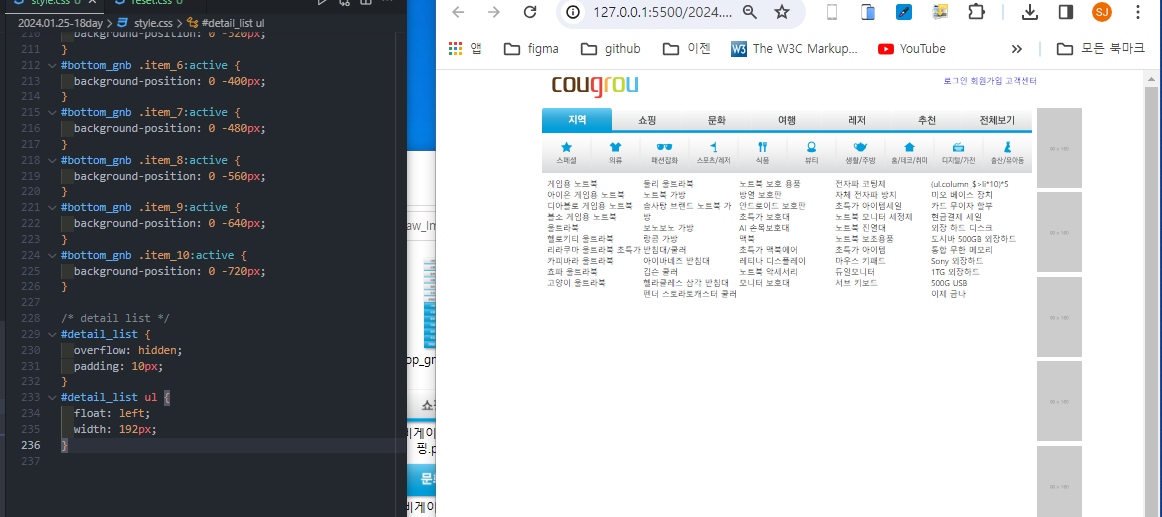 style.css
reset.css
2024.01.25-18day > style.css > #detail_list ul
210 background-position: 0 -320px;
211 }
212 #bottom_gnb .item_6:active {
213 background-position: 0 -400px;
214 }
215 #bottom_gnb .item_7:active {
216 background-position: 0 -480px;
217 }
218 #bottom_gnb .item_8:active {
219 background-position: 0 -560px;
220 }
221 #bottom_gnb .item_9:active {
222 background-position: 0 -640px;
223 }
224 #bottom_gnb .item_10:active {
225 background-position: 0 -720px;
226 }
227
228 /* detail list */
229 #detail_list {
230 overflow: hidden;
231 padding: 10px;
232 }
233 #detail_list ul {
234 float: left;
235 width: 192px;
236 }
237
127.0.0.1:5500/2024....
SJ
앱 figma github 이젠 The W3C Markup... YouTube » 모든 북마크
cougrou
로그인 회원가입 고객센터
지역 쇼핑 문화 여행 레저 추천 전체보기
스페셜 의류 패션잡화 스포츠/레저 식품 뷰티 생활/주방 홈/데코/취미 디지털/가전 출산/유아동
게임용 노트북
아이온 게임용 노트북
디아블로 게임용 노트북
블소 게임용 노트북
울트라북
헬로키티 울트라북
리라쿠마 울트라북 초특가
카피바라 울트라북
쵸파 울트라북
고양이 울트라북
둘리 울트라북
노트북 가방
솜사탕 브랜드 노트북 가
방
보노보노 가방
랑콩 가방
받침대/쿨러
아이바네즈 받침대
깁슨 쿨러
헬라클레스 삼각 받침대
펜더 스토라토캐스터 쿨러
노트북 보호 용품
방열 보호판
안드로이드 보호판
초특가 보호대
AI 손목보호대
맥북
초특가 맥북에어
레티나 디스플레이
노트북 악세서리
모니터 보호대
전자파 코팅제
자체 전자파 방지
초특가 아이템세일
노트북 모니터 세정제
노트북 진열대
노트북 보호용품
초특가 아이템
마우스 키패드
듀얼모니터
서브 키보드
(ul.column_$>li*10)*5
미오 베이스 장치
카드 무이자 할부
현금결제 세일
외장 하드 디스크
도시바 500GB 외장하드
통합 무한 메모리
Sony 외장하드
1TG 외장하드
500G USB
이제 끔나
op_gn
쇼
비게이
핑.p
문
비게이